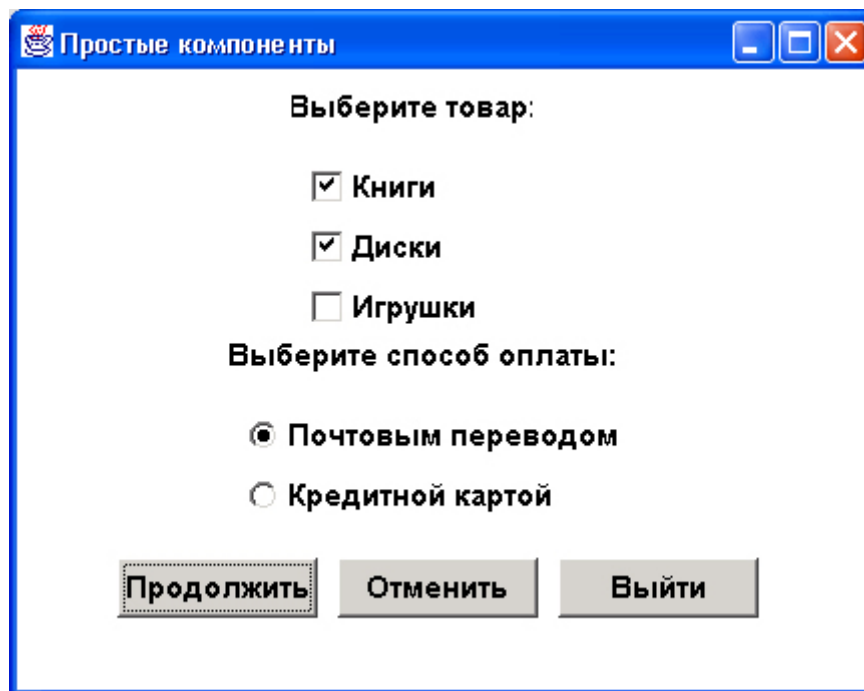 Простые компоненты
Выберите товар:
Книги
Диски
Игрушки
Выберите способ оплаты:
Почтовым переводом
Кредитной картой
Продолжить Отменить Выйти